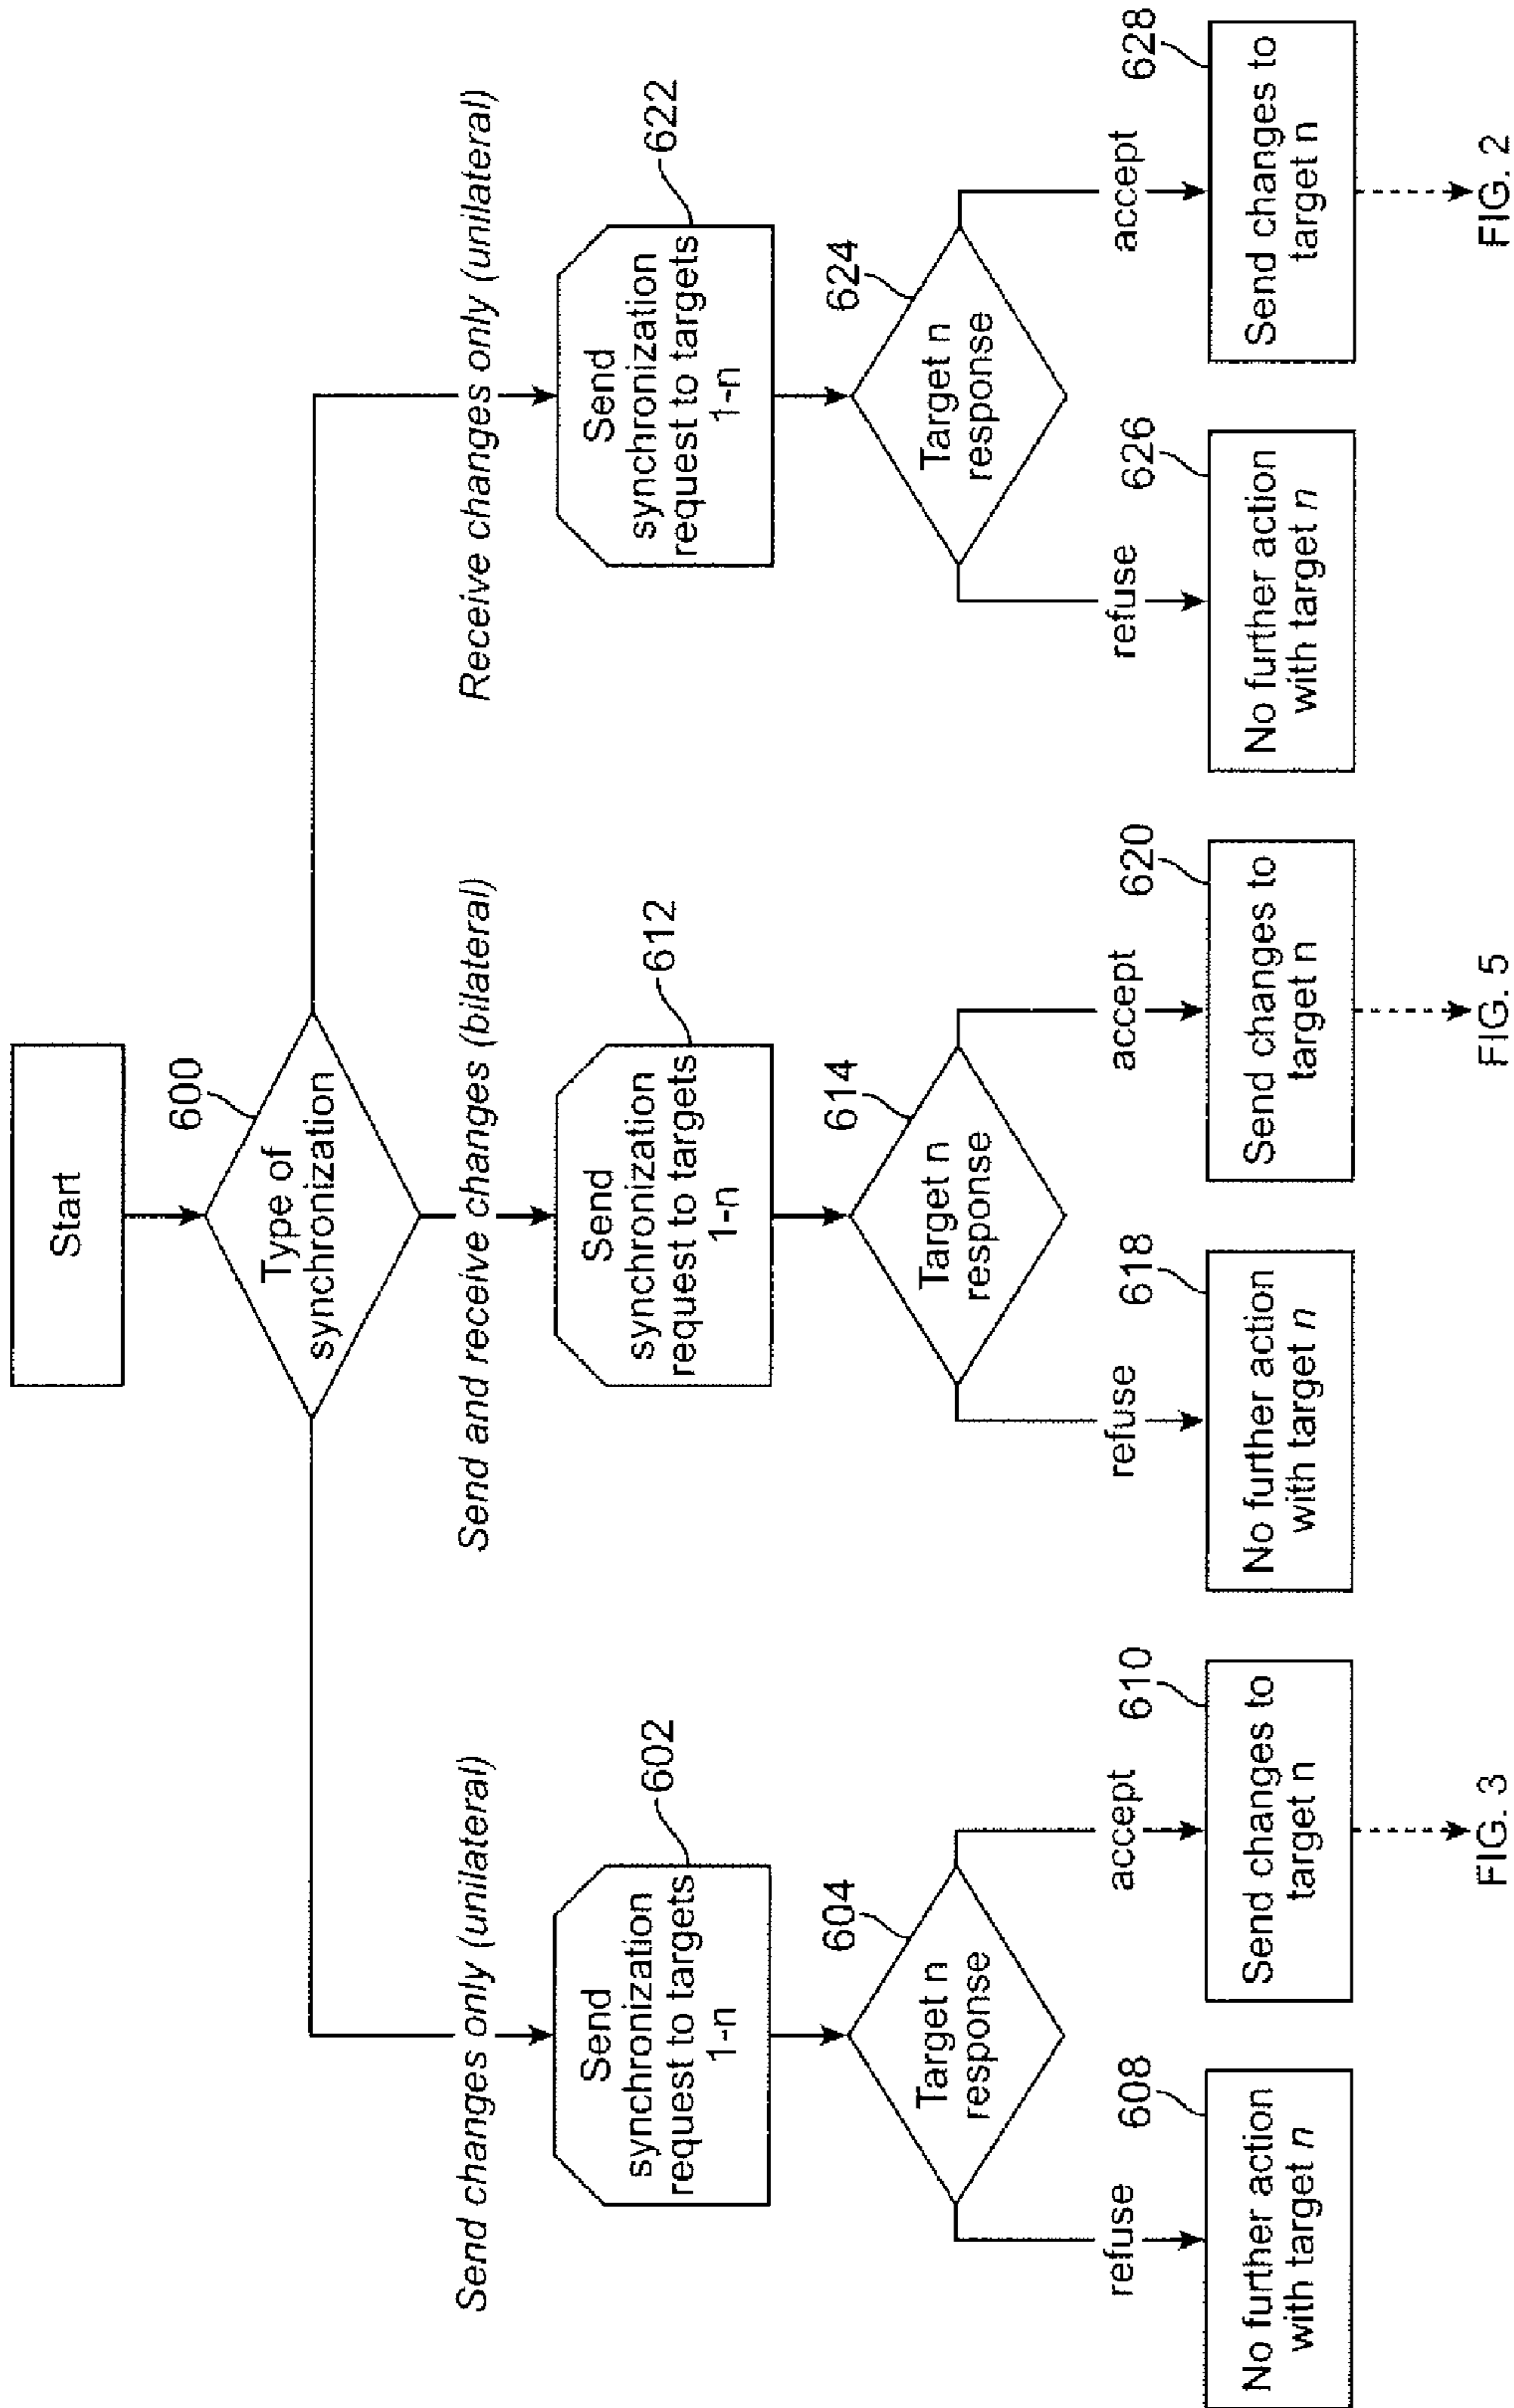 Start
600
Type of
synchronization
Send changes only (unilateral)
Send and receive changes (bilateral)
Receive changes only (unilateral)
602
Send
synchronization
request to targets
1-n
612
Send
synchronization
request to targets
1-n
622
Send
synchronization
request to targets
1-n
604
Target n
response
614
Target n
response
624
Target n
response
refuse
accept
refuse
accept
refuse
accept
608
No further action
with target n
610
Send changes to
target n
618
No further action
with target n
620
Send changes to
target n
626
No further action
with target n
628
Send changes to
target n
FIG. 3
FIG. 5
FIG. 2